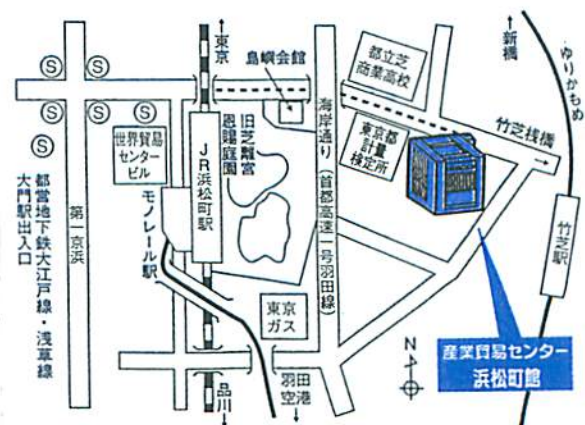 ↑東京
島嶼会館
都立芝
商業高校
↑新橋
ゆりかもめ
竹芝桟橋
→
世界貿易
センター
ビル
JR浜松町駅
旧芝離宮
恩賜庭園
海岸通り(首都高速一号羽田線)
東京都
計量
検定所
竹芝駅
Ⓢ
Ⓢ
Ⓢ
Ⓢ
Ⓢ
Ⓢ
都営地下鉄大江戸線・浅草線
大門駅出入口
第一京浜
モノレール駅
東京
ガス
N
産業貿易センター
浜松町館
品川
↓
羽田
空港
↓